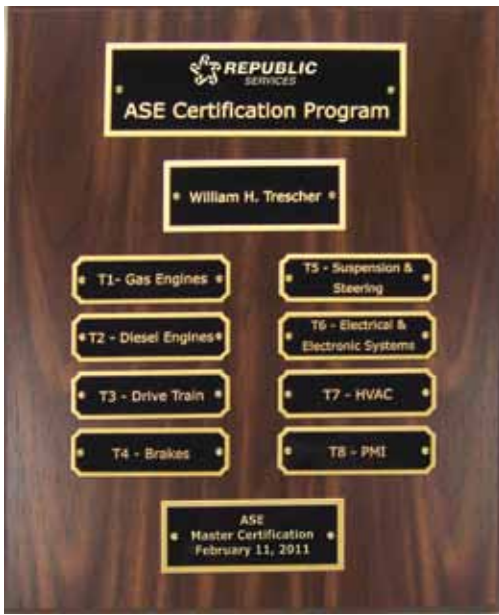 REPUBLIC
SERVICES
ASE Certification Program
William H. Trescher
T1- Gas Engines
T2 - Diesel Engines
T3 - Drive Train
T4 - Brakes
T5 - Suspension &
Steering
T6 - Electrical &
Electronic Systems
T7 - HVAC
T8 - PMI
ASE
Master Certification
February 11, 2011